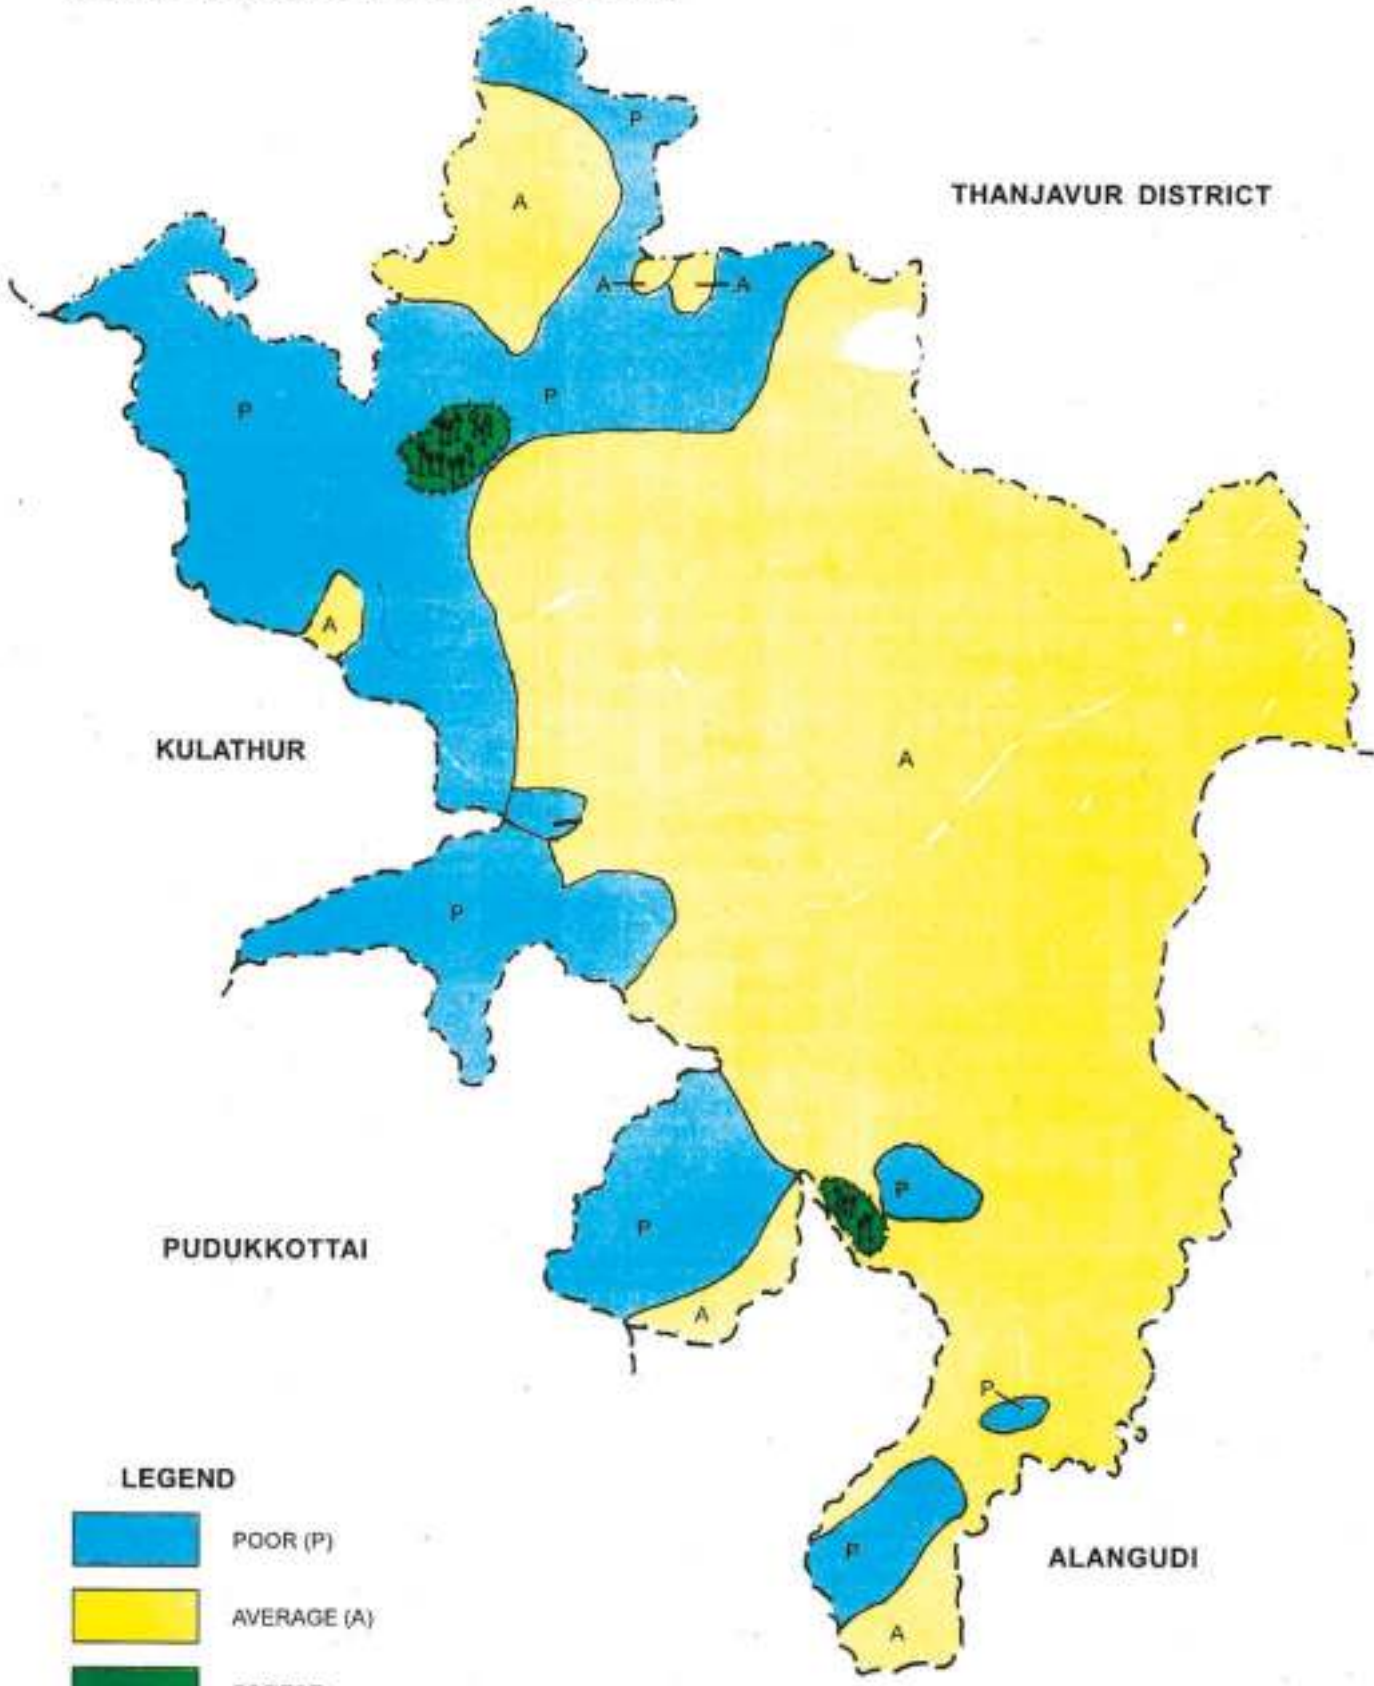 P
A
THANJAVUR DISTRICT
A
A
P
P
A
KULATHUR
A
P
P
PUDUKKOTTAI
P
A
P
LEGEND
POOR (P)
P
ALANGUDI
AVERAGE (A)
A